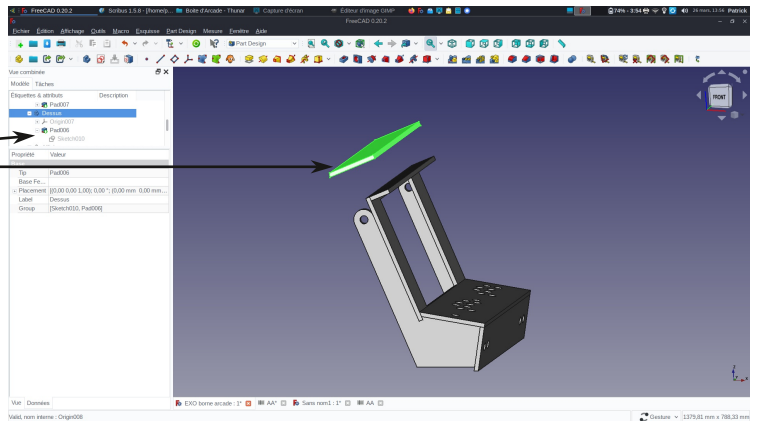 FreeCAD 0.20.2
Scribus 1.5.8 - [/home/p...
Boite d'Arcade - Thunar
Capture d'écran
Éditeur d'image GIMP
74% - 3:54
26 mars, 13:56 Patrick
FreeCAD 0.20.2
Fichier Édition Affichage Outils Macro Esquisse Part Design Mesure Fenêtre Aide
Part Design
Vue combinée
Modèle Tâches
Étiquettes & attributs Description
Pad007
Dessus
Origin007
Pad006
Sketch010
Propriété Valeur
Base
Tip Pad006
Base Fe...
Placement [(0,00 0,00 1,00); 0,00 °; (0,00 mm 0,00 mm...
Label Dessus
Group [Sketch010, Pad006]
FRONT
Z
X
Vue Données
EXO borne arcade : 1*
AA*
Sans nom1 : 1*
AA
Valid, nom interne : Origin008
Gesture
1379,81 mm x 788,33 mm